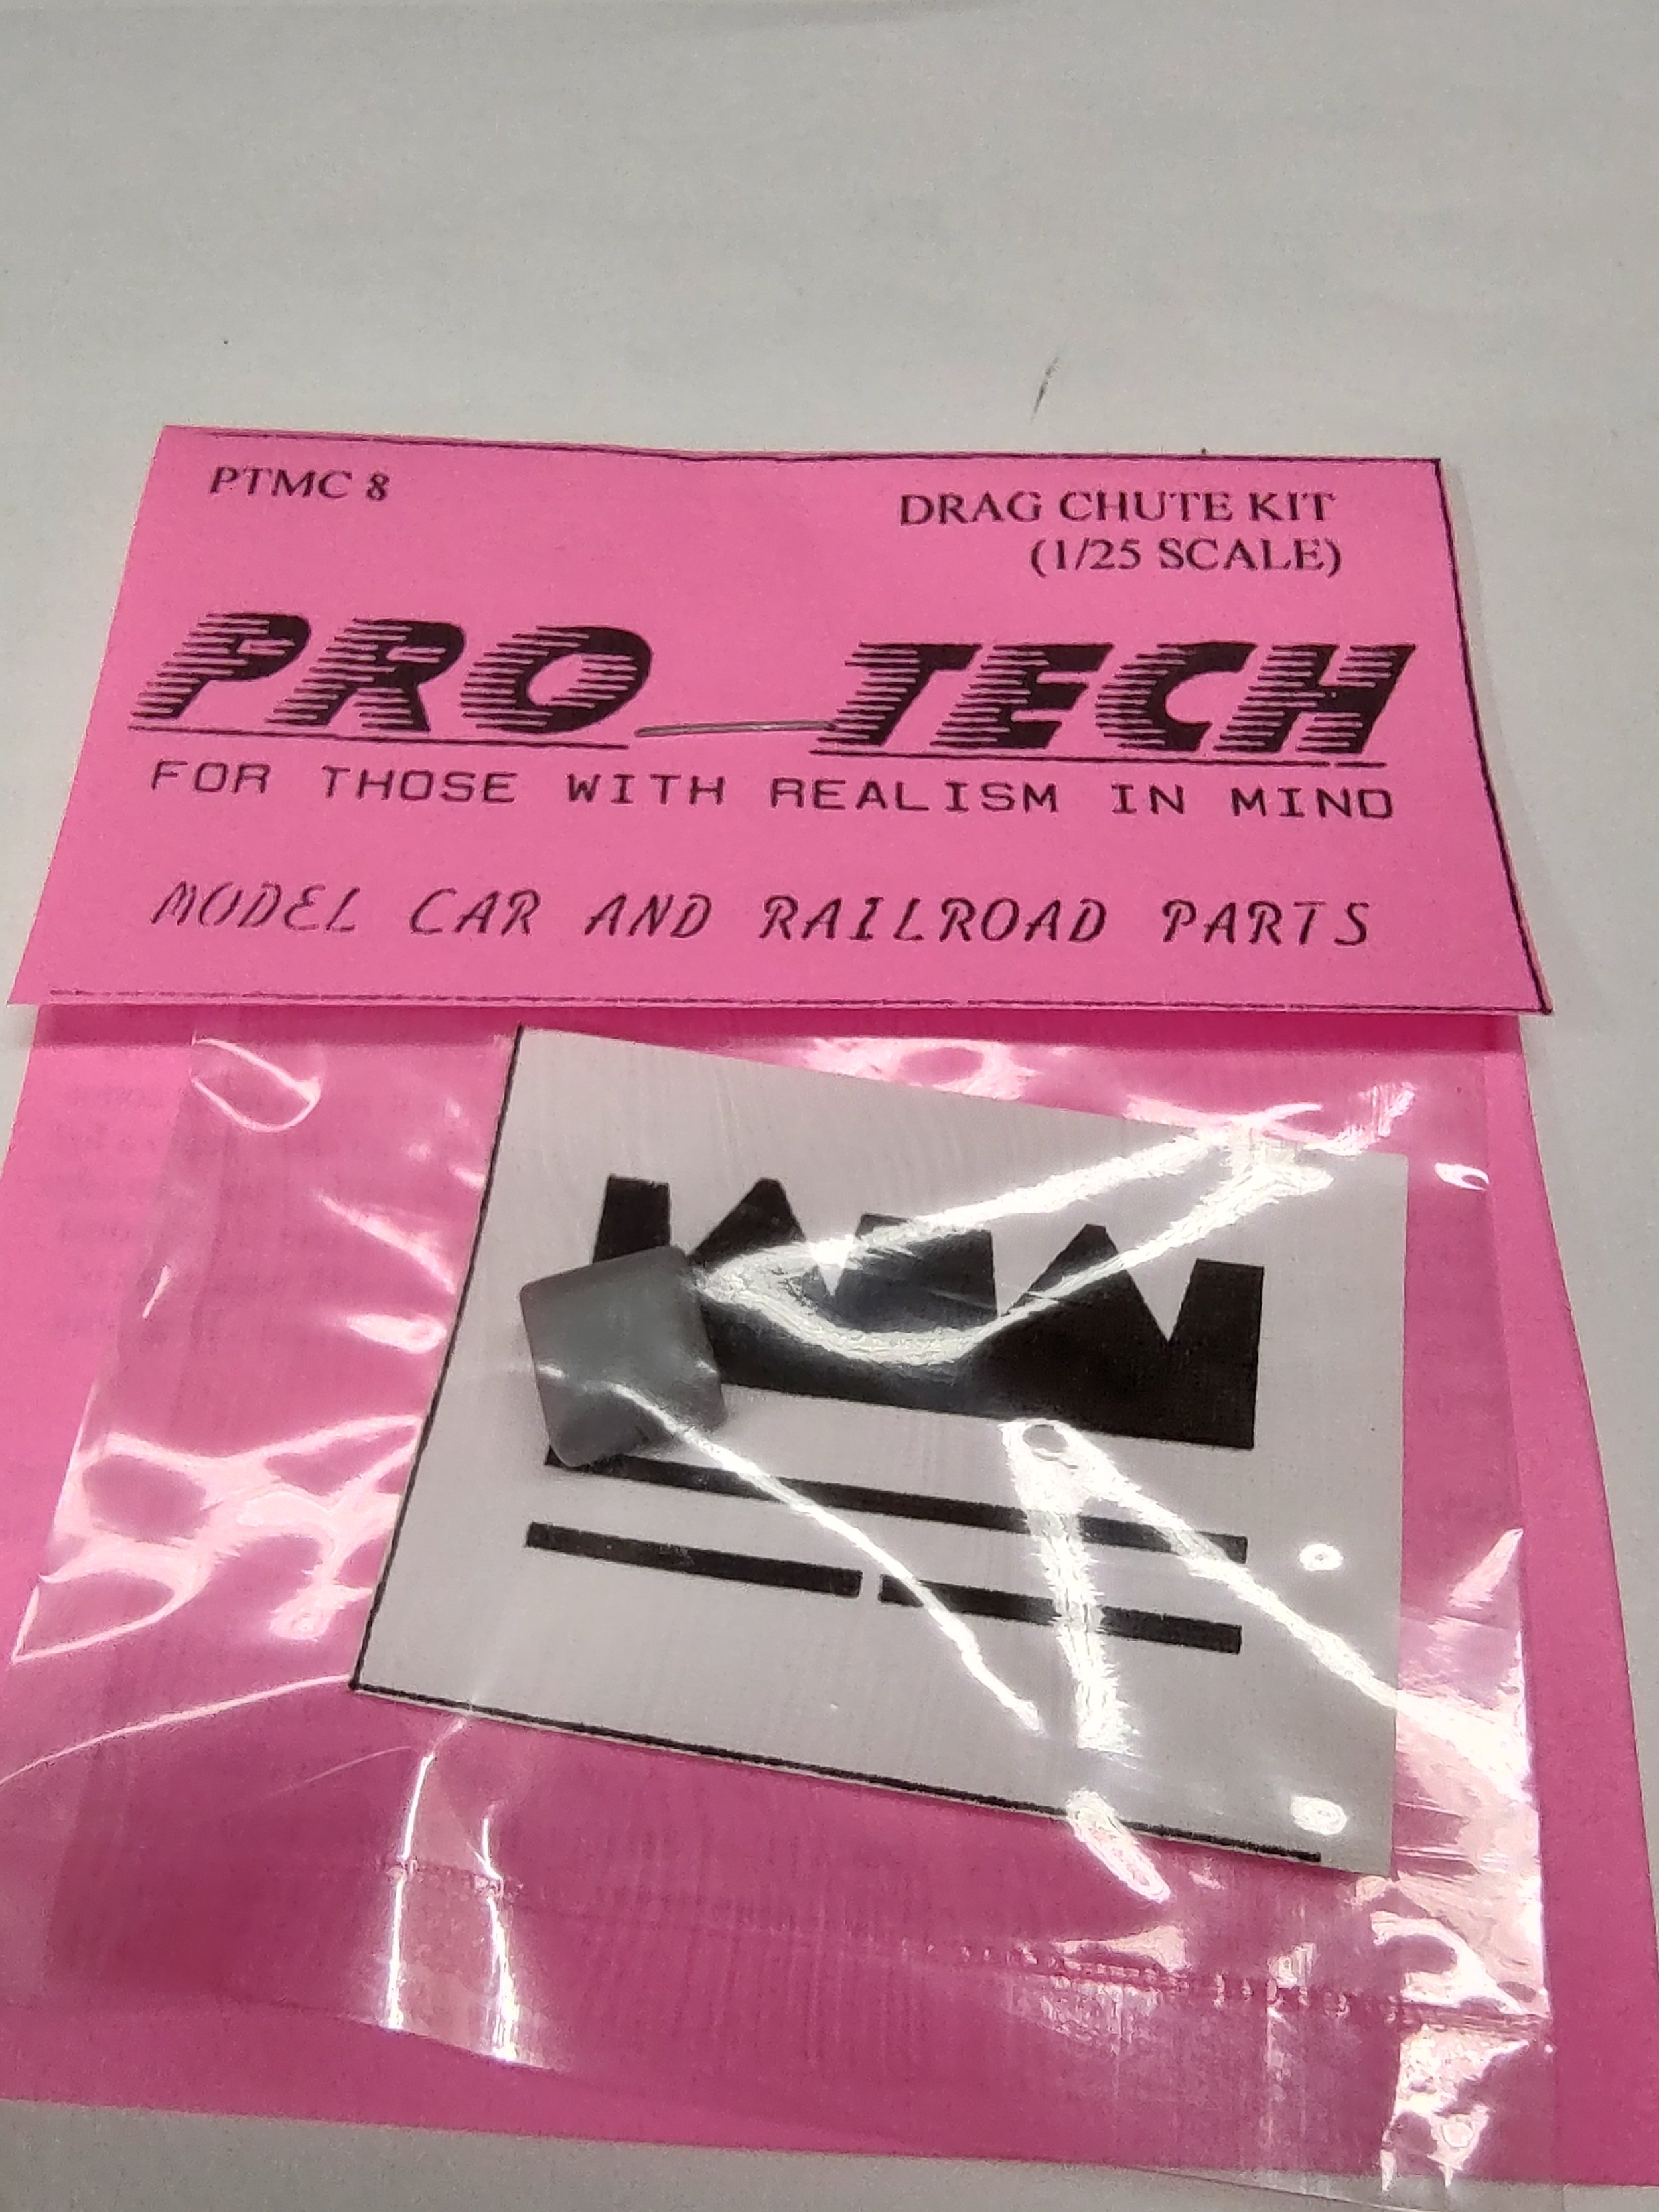 PTMC 8
DRAG CHUTE KIT
(1/25 SCALE)
PRO TECH
FOR THOSE WITH REALISM IN MIND
MODEL CAR AND RAILROAD PARTS